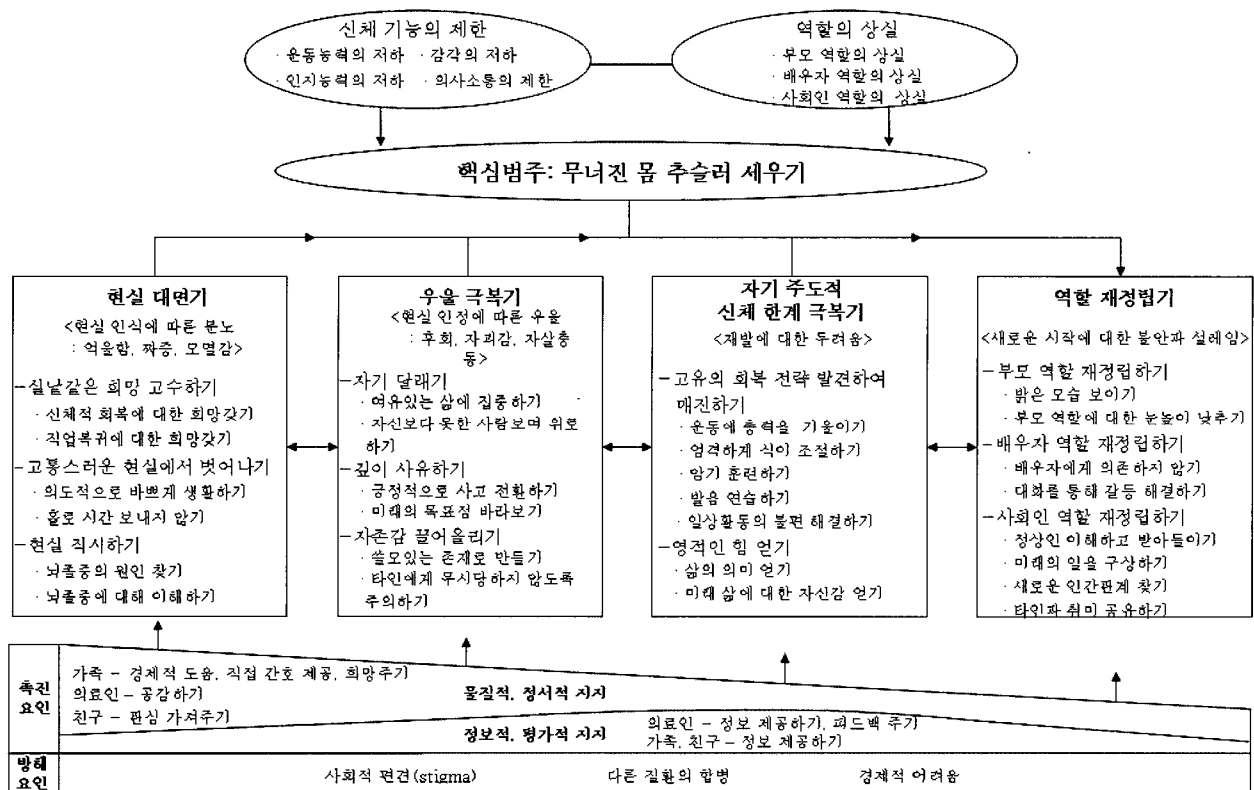 신체 기능의 제한
· 운동능력의 저하 · 감각의 저하
· 인지능력의 저하 · 의사소통의 제한
역할의 상실
· 부모 역할의 상실
· 배우자 역할의 상실
· 사회인 역할의 상실
핵심범주: 무너진 몸 추슬러 세우기
현실 대면기
<현실 인식에 따른 분노
: 억울함, 짜증, 모멸감>
－실낱같은 희망 고수하기
· 신체적 회복에 대한 희망갖기
· 직업복귀에 대한 희망갖기
－고통스러운 현실에서 벗어나기
· 의도적으로 바쁘게 생활하기
· 홀로 시간 보내지 않기
－현실 직시하기
· 뇌졸중의 원인 찾기
· 뇌졸중에 대해 이해하기
우울 극복기
<현실 인정에 따른 우울
: 후회, 자괴감, 자살충
동>
－자기 달래기
· 여유있는 삶에 집중하기
· 자신보다 못한 사람보며 위로
하기
－깊이 사유하기
· 긍정적으로 사고 전환하기
· 미래의 목표점 바라보기
－자존감 끌어올리기
· 쓸모있는 존재로 만들기
· 타인에게 무시당하지 않도록
주의하기
자기 주도적
신체 한계 극복기
<재발에 대한 두려움>
－고유의 회복 전략 발견하여
매진하기
· 운동에 총력을 기울이기
· 엄격하게 식이 조절하기
· 암기 훈련하기
· 발음 연습하기
· 일상활동의 불편 해결하기
－영적인 힘 얻기
· 삶의 의미 얻기
· 미래 삶에 대한 자신감 얻기
역할 재정립기
<새로운 시작에 대한 불안과 설레임>
－부모 역할 재정립하기
· 밝은 모습 보이기
· 부모 역할에 대한 눈높이 낮추기
－배우자 역할 재정립하기
· 배우자에게 의존하지 않기
· 대화를 통해 갈등 해결하기
－사회인 역할 재정립하기
· 정상인 이해하고 받아들이기
· 미래의 일을 구상하기
· 새로운 인간관계 찾기
· 타인과 취미 공유하기
촉진
요인
가족 – 경제적 도움, 직접 간호 제공, 희망주기
의료인 –공감하기
친구 – 관심 가져주기
물질적, 정서적 지지
정보적, 평가적 지지
의료인 – 정보 제공하기, 피드백 주기
가족, 친구 – 정보 제공하기
방해
요인
사회적 편견(stigma) 다른 질환의 합병 경제적 어려움